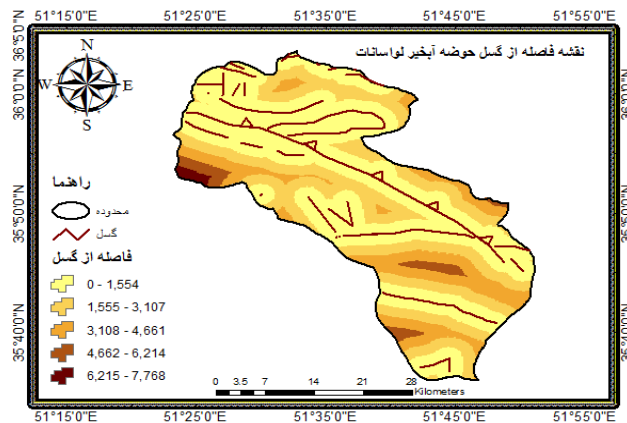 51°15'0"E 51°25'0"E 51°35'0"E 51°45'0"E 51°55'0"E
نقشه فاصله از گسل حوضه آبخیز لواسانات
N
W E
S
36°5'0"N
36°0'0"N 36°0'0"N
35°50'0"N 35°50'0"N
35°40'0"N 35°40'0"N
راهنما
محدوده
گسل
فاصله از گسل
0 - 1,554
1,555 - 3,107
3,108 - 4,661
4,662 - 6,214
6,215 - 7,768
0 3.5 7 14 21 28
Kilometers
51°15'0"E 51°25'0"E 51°35'0"E 51°45'0"E 51°55'0"E